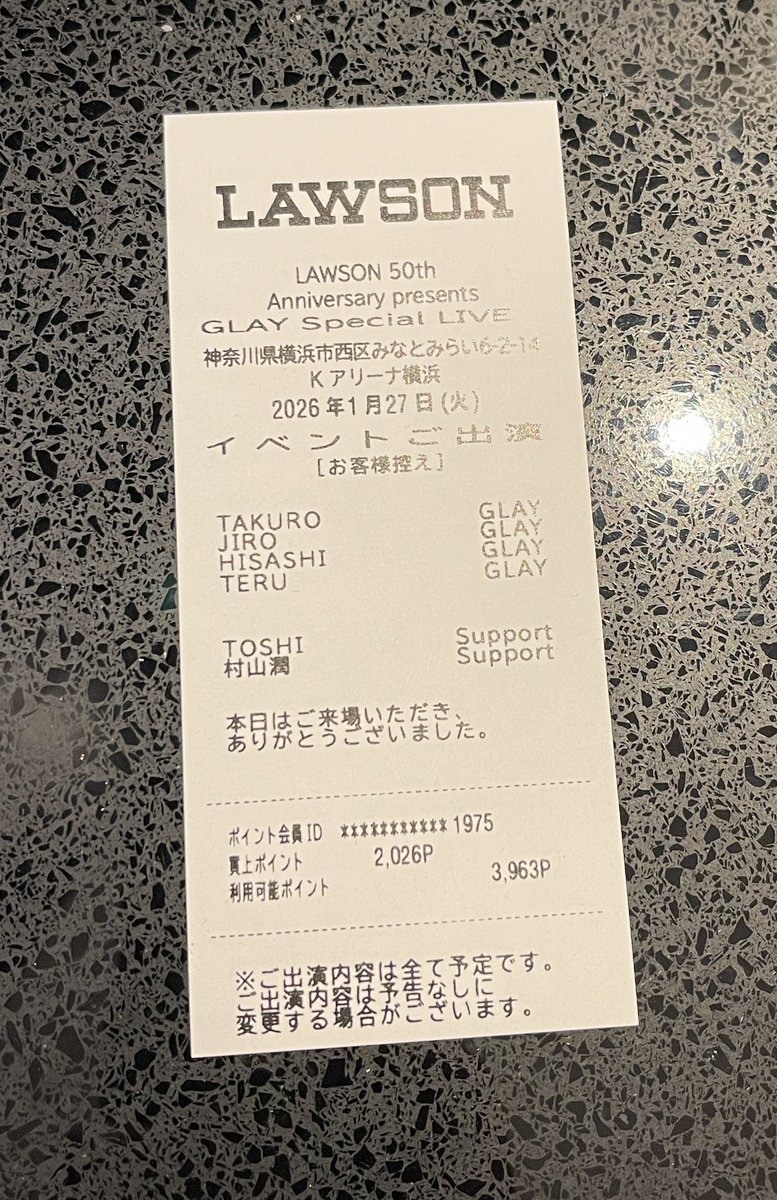 LAWSON
LAWSON 50th
Anniversary presents
GLAY Special LIVE
神奈川県横浜市西区みなとみらい6-2-14
Kアリーナ横浜
2026年1月27日(火)
イベントご出演
[お客様控え]
TAKURO GLAY
JIRO GLAY
HISASHI GLAY
TERU GLAY
TOSHI Support
村山潤 Support
本日はご来場いただき、
ありがとうございました。
ポイント会員ID ***********1975
買上ポイント 2,026P
利用可能ポイント 3,963P
※ご出演内容は全て予定です。
ご出演内容は予告なしに
変更する場合がございます。